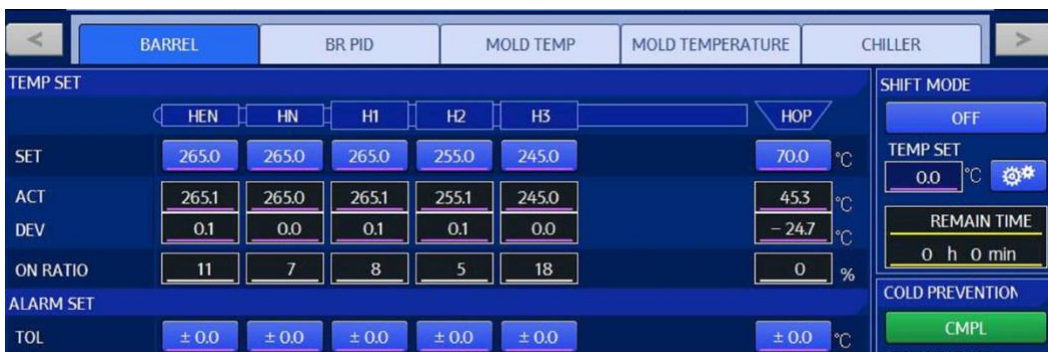 < BARREL BR PID MOLD TEMP MOLD TEMPERATURE CHILLER >
TEMP SET
HEN HN H1 H2 H3 HOP
SET 265.0 265.0 265.0 255.0 245.0 70.0 °C
ACT 265.1 265.0 265.1 255.1 245.0 45.3 °C
DEV 0.1 0.0 0.1 0.1 0.0 – 24.7 °C
ON RATIO 11 7 8 5 18 0 %
ALARM SET
TOL ± 0.0 ± 0.0 ± 0.0 ± 0.0 ± 0.0 ± 0.0 °C
SHIFT MODE
OFF
TEMP SET
0.0 °C
REMAIN TIME
0 h 0 min
COLD PREVENTION
CMPL